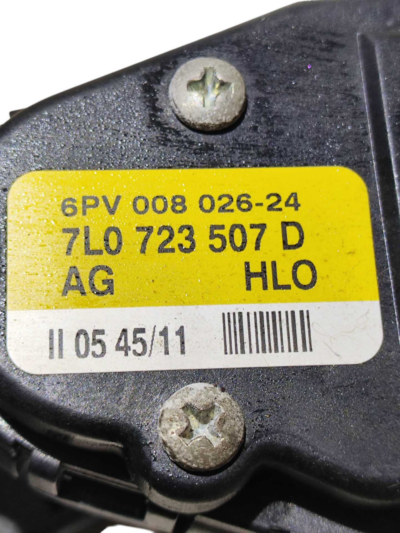 6PV 008 026-24
7L0 723 507 D
AG HLO
II 05 45/11